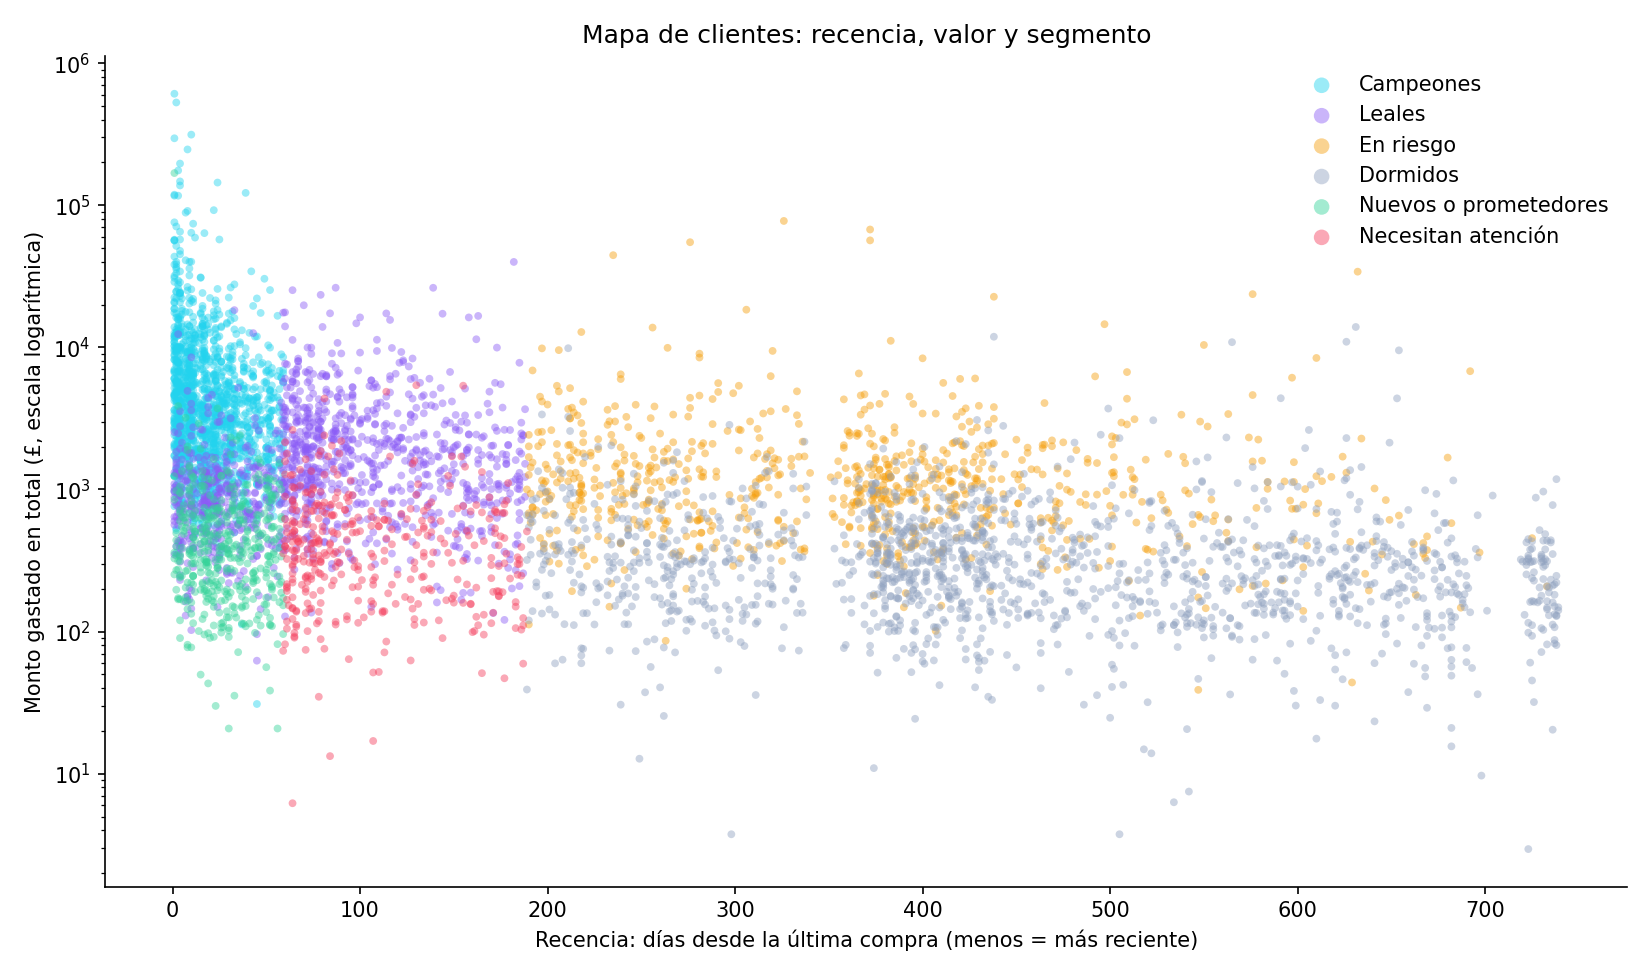 Mapa de clientes: recencia, valor y segmento
Monto gastado en total (£, escala logarítmica)
10⁶
10⁵
10⁴
10³
10²
10¹
Campeones
Leales
En riesgo
Dormidos
Nuevos o prometedores
Necesitan atención
0 100 200 300 400 500 600 700
Recencia: días desde la última compra (menos = más reciente)